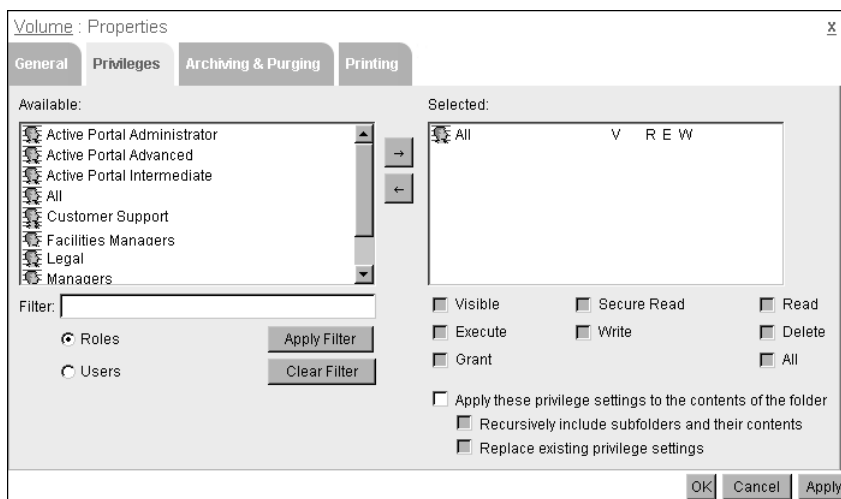 Volume : Properties x
General Privileges Archiving & Purging Printing
Available:
Active Portal Administrator
Active Portal Advanced
Active Portal Intermediate
All
Customer Support
Facilities Managers
Legal
Managers
Filter:
Roles Apply Filter
Users Clear Filter
Selected:
All V R E W
Visible Secure Read Read
Execute Write Delete
Grant All
Apply these privilege settings to the contents of the folder
Recursively include subfolders and their contents
Replace existing privilege settings
OK Cancel Apply